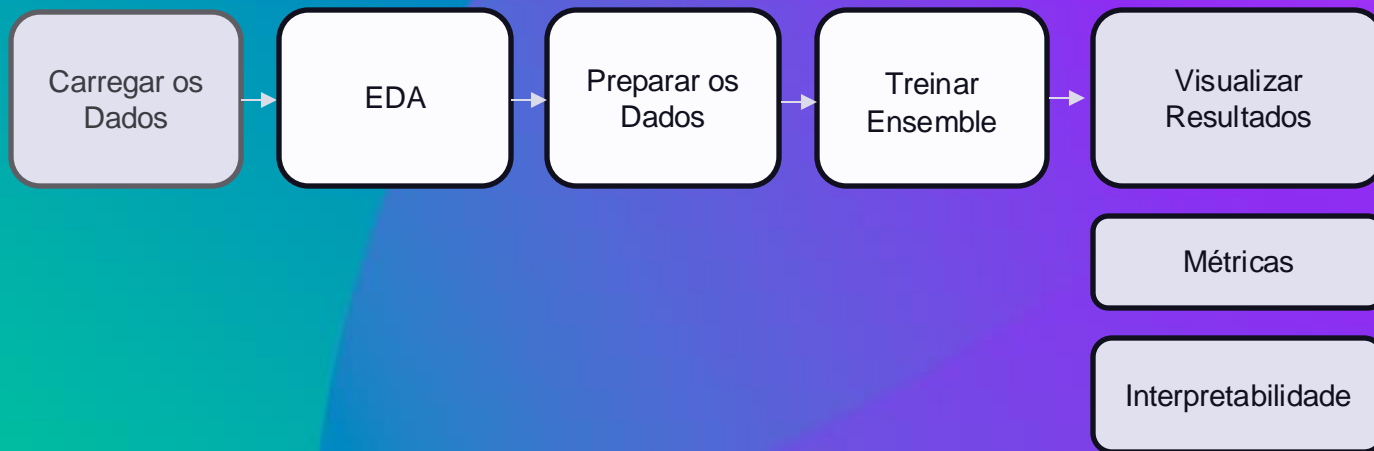 Carregar os
Dados
EDA
Preparar os
Dados
Treinar
Ensemble
Visualizar
Resultados
Métricas
Interpretabilidade